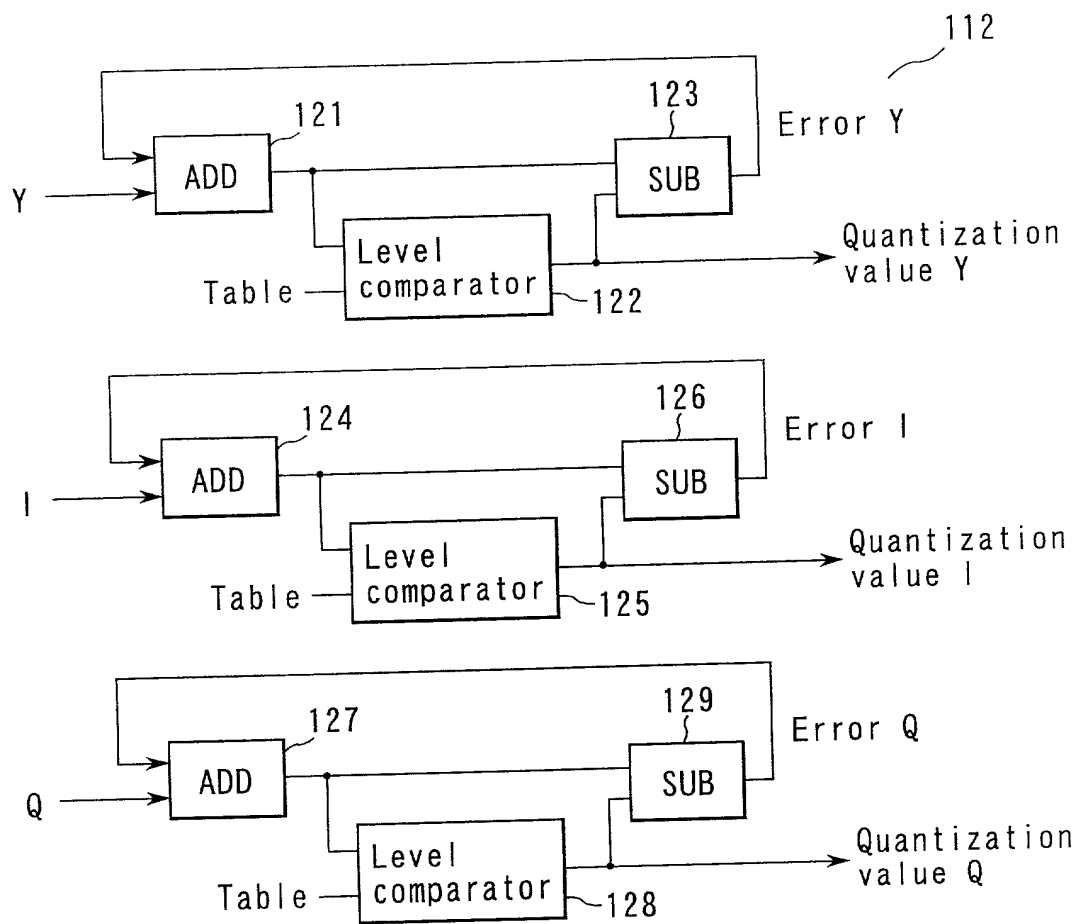 112
121
123
Error Y
ADD
SUB
Y
Level
comparator
Table
122
Quantization
value Y
124
126
Error I
ADD
SUB
I
Level
comparator
Table
125
Quantization
value I
127
129
Error Q
ADD
SUB
Q
Level
comparator
Table
128
Quantization
value Q